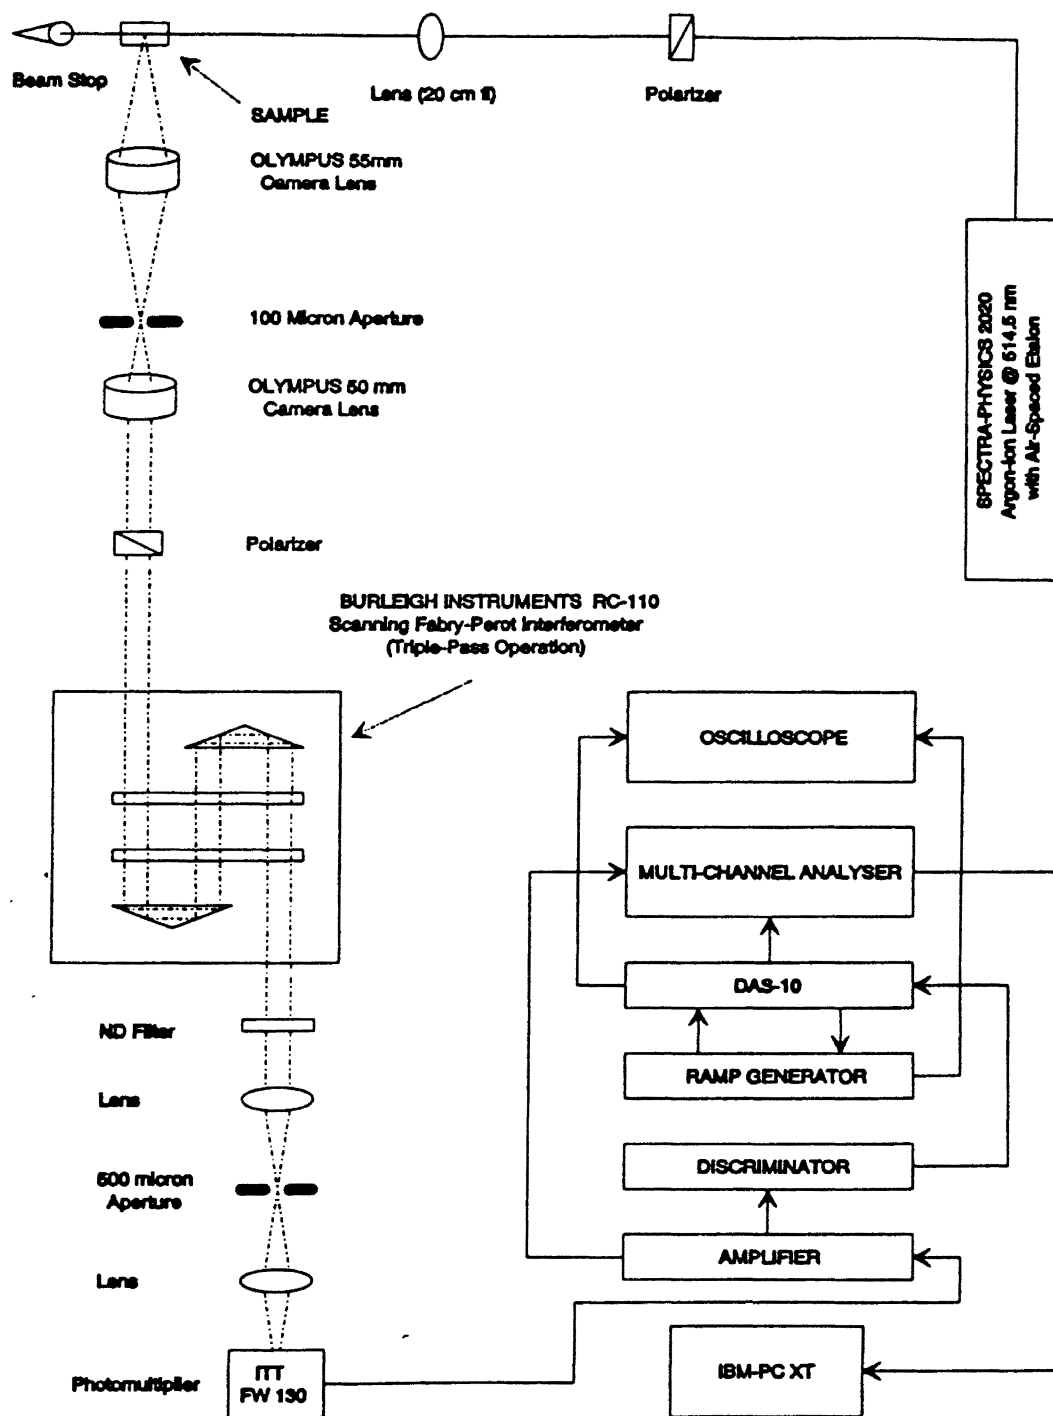 Beam Stop
SAMPLE
Lens (20 cm fl)
Polarizer
OLYMPUS 55mm
Camera Lens
100 Micron Aperture
OLYMPUS 50 mm
Camera Lens
SPECTRA-PHYSICS 2020
Argon-Ion Laser @ 514.5 nm
with Air-Spaced Etalon
Polarizer
BURLEIGH INSTRUMENTS RC-110
Scanning Fabry-Perot Interferometer
(Triple-Pass Operation)
OSCILLOSCOPE
MULTI-CHANNEL ANALYSER
DAS-10
RAMP GENERATOR
DISCRIMINATOR
AMPLIFIER
IBM-PC XT
ND Filter
Lens
500 micron
Aperture
Lens
Photomultiplier
ITT
FW 130